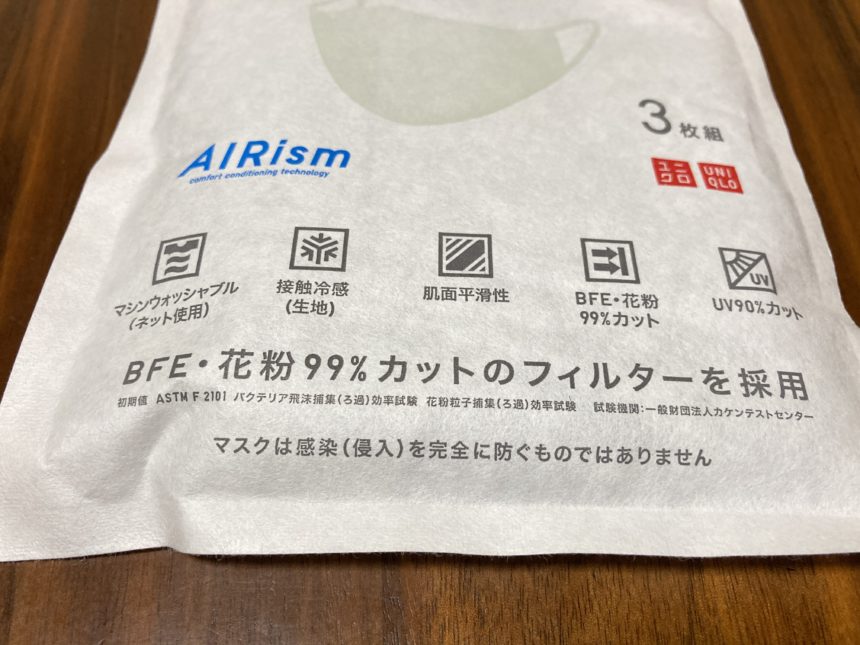 3枚組
AIRism
comfort conditioning technology
ユニクロ
UNIQLO
マシンウォッシャブル
(ネット使用)
接触冷感
(生地)
肌面平滑性
BFE・花粉
99%カット
UV
UV90%カット
BFE・花粉99%カットのフィルターを採用
初期値 ASTM F 2101 バクテリア飛沫捕集(ろ過)効率試験 花粉粒子捕集(ろ過)効率試験 試験機関:一般財団法人カケンテストセンター
マスクは感染(侵入)を完全に防ぐものではありません